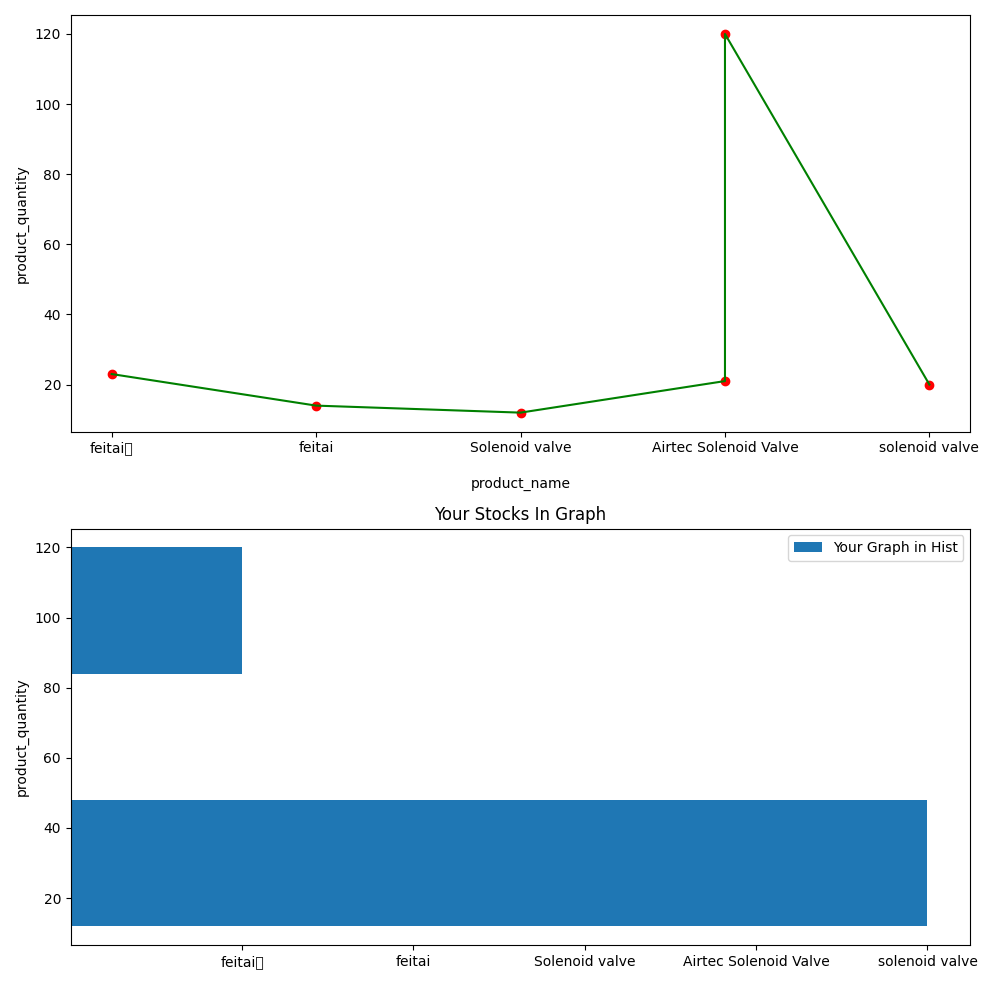 120
100
80
60
40
20
product_quantity
feitai feitai Solenoid valve Airtec Solenoid Valve solenoid valve
product_name
Your Stocks In Graph
Your Graph in Hist
120
100
80
60
40
20
product_quantity
feitai feitai Solenoid valve Airtec Solenoid Valve solenoid valve